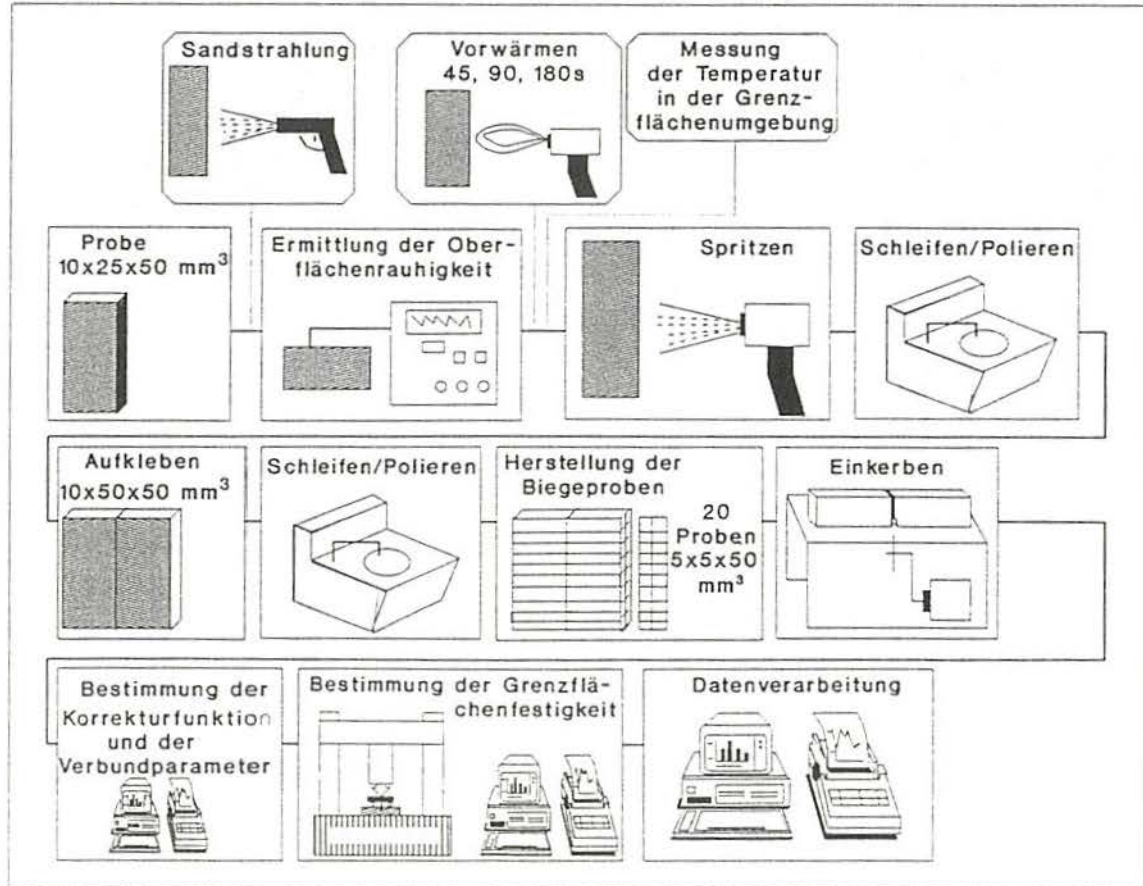 Sandstrahlung
Vorwärmen
45, 90, 180s
Messung
der Temperatur
in der Grenz-
flächenumgebung
Probe
10x25x50 mm³
Ermittlung der Ober-
flächenrauhigkeit
Spritzen
Schleifen/Polieren
Aufkleben
10x50x50 mm³
Schleifen/Polieren
Herstellung der
Biegeproben
20
Proben
5x5x50
mm³
Einkerben
Bestimmung der
Korrekturfunktion
und der
Verbundparameter
Bestimmung der Grenzflä-
chenfestigkeit
Datenverarbeitung